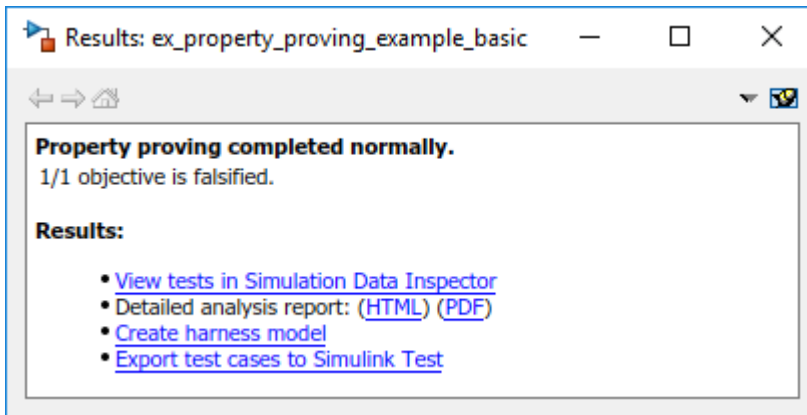 Results: ex_property_proving_example_basic
Property proving completed normally.
1/1 objective is falsified.
Results:
• View tests in Simulation Data Inspector
• Detailed analysis report: (HTML) (PDF)
• Create harness model
• Export test cases to Simulink Test